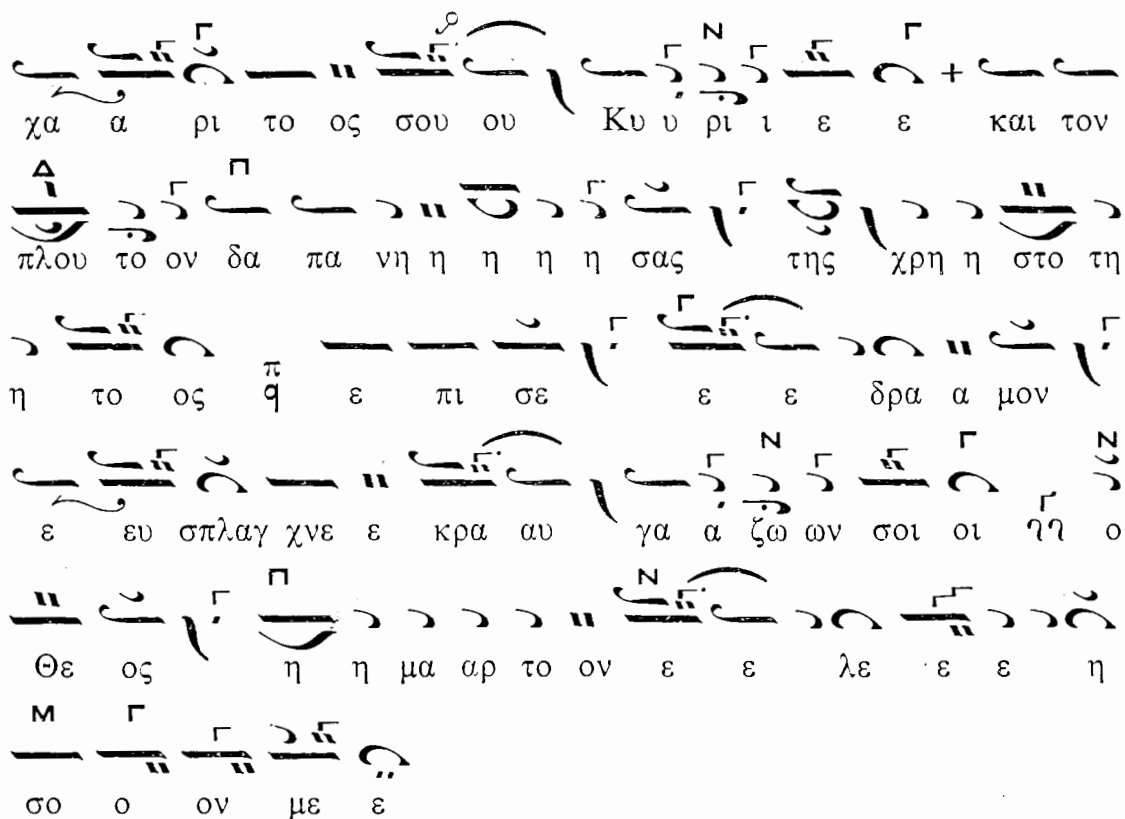 Γ Γ Ν Γ Γ Γ Γ
χα α ρι το ος σου ου Κυ υ ρι ι ε ε + και τον
Δ Γ Π Γ Γ
πλου το ον δα πα νη η η η η σας της χρη η στο τη
Γ Γ Γ Γ Γ
η το ος π q ε πι σε ε ε δρα α μον
Γ Γ Γ Ν Γ Γ Γ Ν
ε ευ σπλαγ χνε ε κρα αυ γα α ζω ων σοι οι ο
Γ Π Ν Γ
Θε ος η η μα αρ το ον ε ε λε ε ε η
Μ Γ Γ Γ
σο ο ον με ε